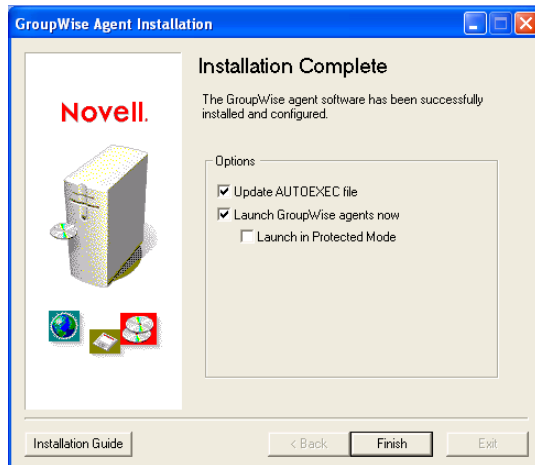 GroupWise Agent Installation
Novell.
Installation Complete
The GroupWise agent software has been successfully
installed and configured.
Options
Update AUTOEXEC file
Launch GroupWise agents now
Launch in Protected Mode
Installation Guide
< Back
Finish
Exit